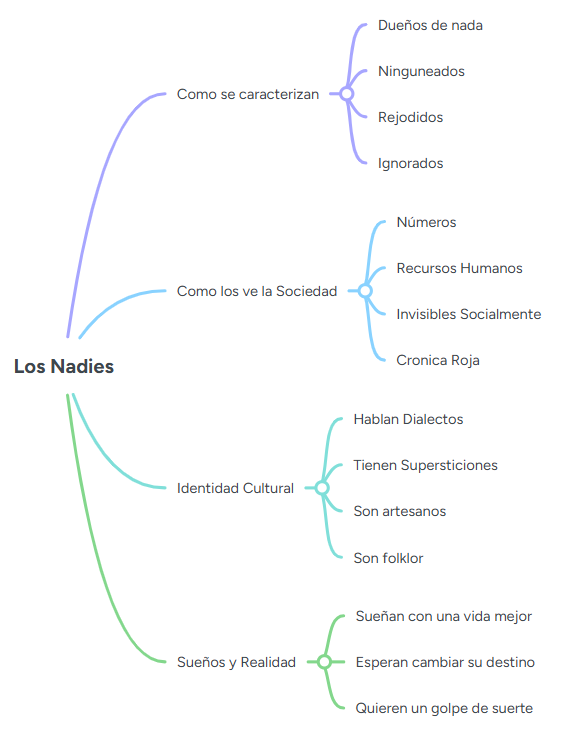 Los Nadies
Como se caracterizan
Dueños de nada
Ninguneados
Rejodidos
Ignorados
Como los ve la Sociedad
Números
Recursos Humanos
Invisibles Socialmente
Cronica Roja
Identidad Cultural
Hablan Dialectos
Tienen Supersticiones
Son artesanos
Son folklor
Sueños y Realidad
Sueñan con una vida mejor
Esperan cambiar su destino
Quieren un golpe de suerte